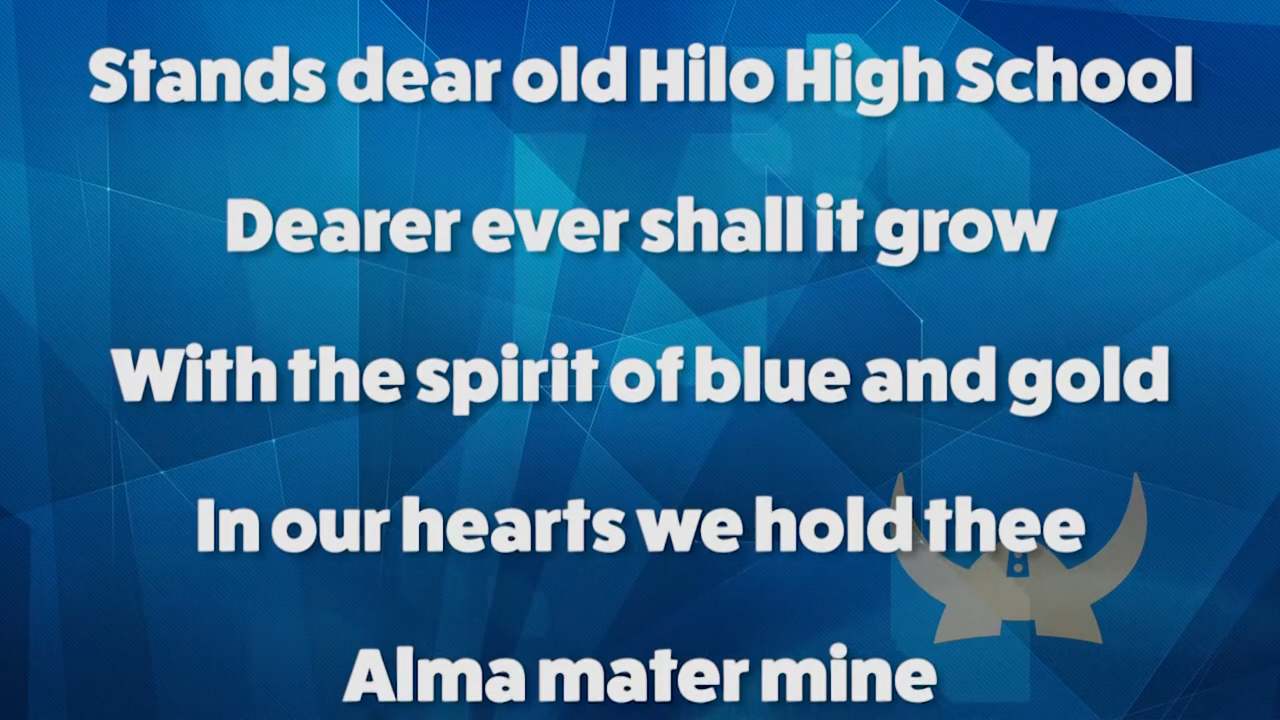 Stands dear old Hilo High School
Dearer ever shall it grow
With the spirit of blue and gold
In our hearts we hold thee
Alma mater mine